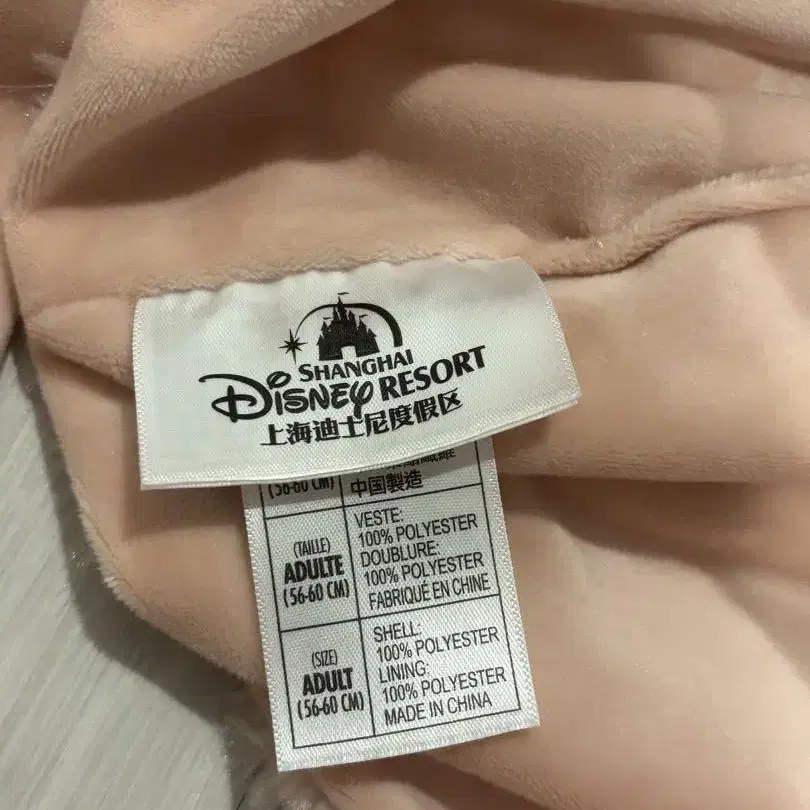 SHANGHAI
DISNEY RESORT
上海迪士尼度假区
(56-60 CM)
中国製造
(TAILLE)
ADULTE
(56-60 CM)
VESTE:
100% POLYESTER
DOUBLURE:
100% POLYESTER
FABRIQUÉ EN CHINE
(SIZE)
ADULT
(56-60 CM)
SHELL:
100% POLYESTER
LINING:
100% POLYESTER
MADE IN CHINA